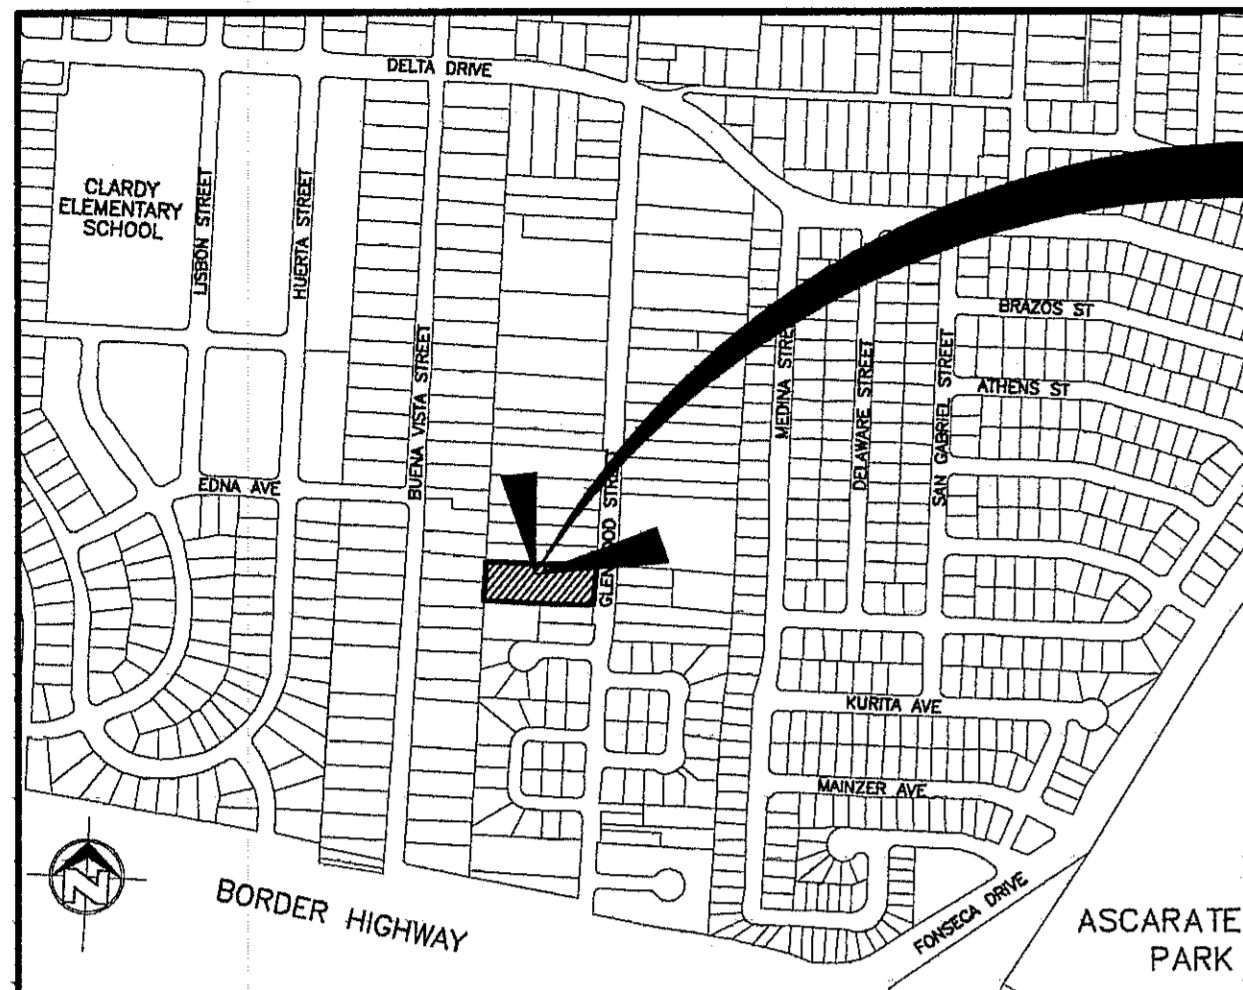 DELTA DRIVE
CLARDY
ELEMENTARY
SCHOOL
LISBON STREET
HUERTA STREET
BUENA VISTA STREET
BRAZOS ST
MEDINA STREE
DELAWARE STREET
SAN GABRIEL STREET
ATHENS ST
EDNA AVE
STREET
KURITA AVE
MAINZER AVE
N
BORDER HIGHWAY
FONSECA DRIVE
ASCARATE
PARK